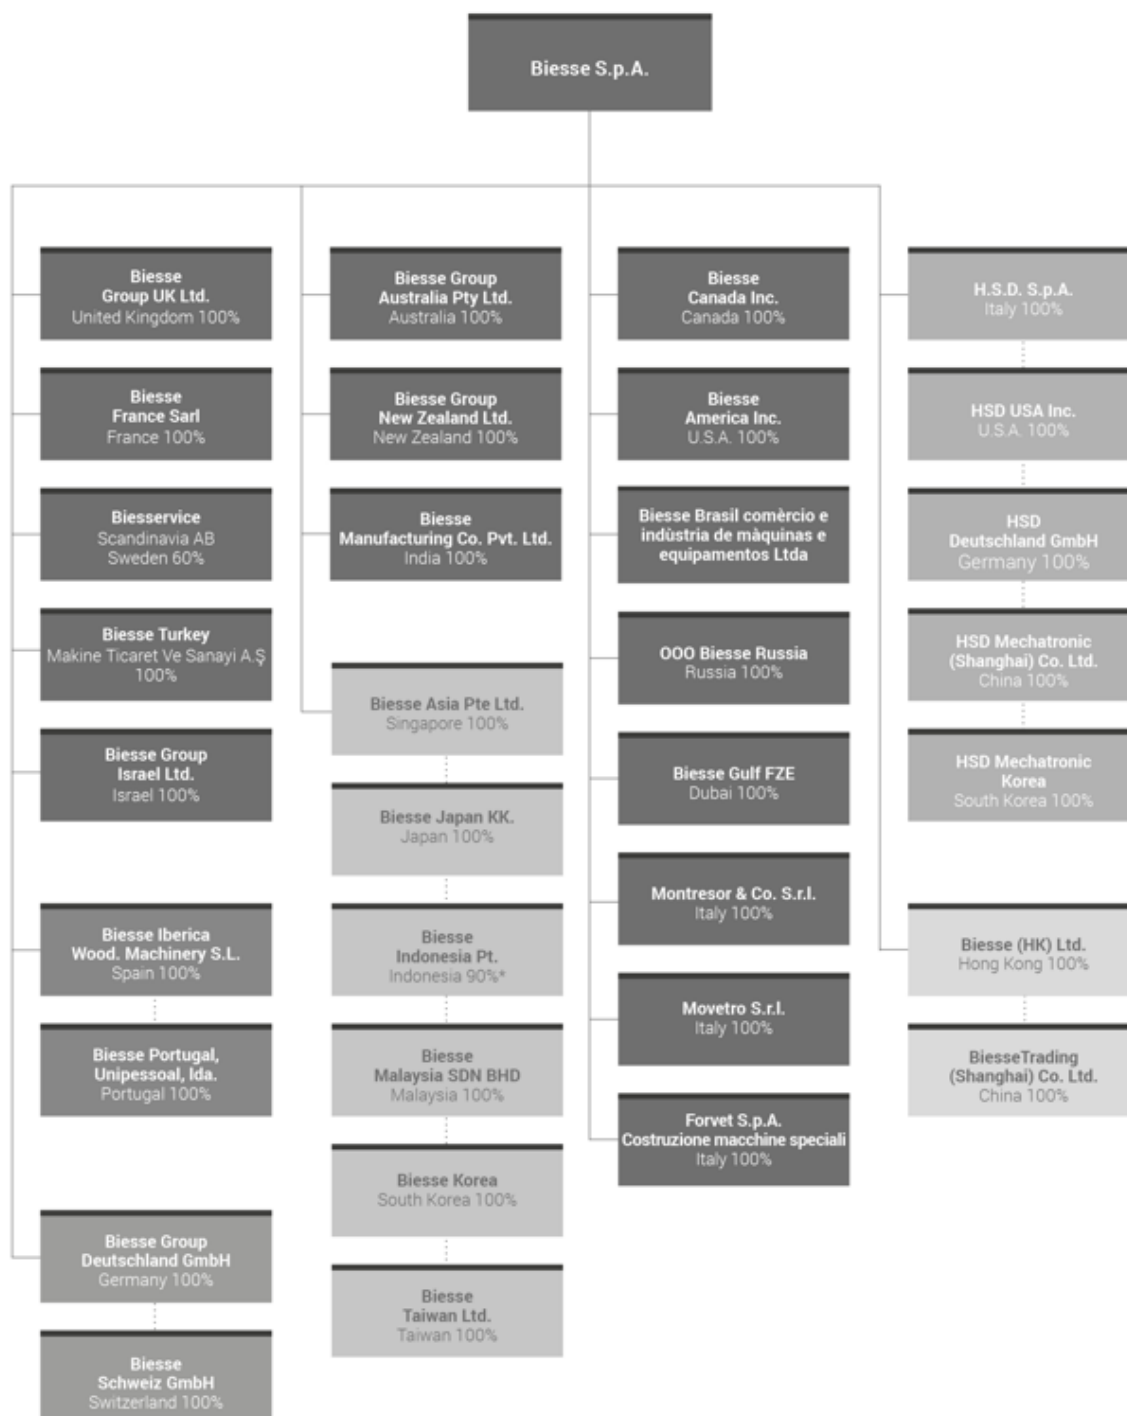 Biesse S.p.A.
Biesse
Group UK Ltd.
United Kingdom 100%
Biesse
France Sarl
France 100%
Biesservice
Scandinavia AB
Sweden 60%
Biesse Turkey
Makine Ticaret Ve Sanayi A.Ş
100%
Biesse Group
Israel Ltd.
Israel 100%
Biesse Iberica
Wood. Machinery S.L.
Spain 100%
Biesse Portugal,
Unipessoal, lda.
Portugal 100%
Biesse Group
Deutschland GmbH
Germany 100%
Biesse
Schweiz GmbH
Switzerland 100%
Biesse Group
Australia Pty Ltd.
Australia 100%
Biesse Group
New Zealand Ltd.
New Zealand 100%
Biesse
Manufacturing Co. Pvt. Ltd.
India 100%
Biesse Asia Pte Ltd.
Singapore 100%
Biesse Japan KK.
Japan 100%
Biesse
Indonesia Pt.
Indonesia 90%*
Biesse
Malaysia SDN BHD
Malaysia 100%
Biesse Korea
South Korea 100%
Biesse
Taiwan Ltd.
Taiwan 100%
Biesse
Canada Inc.
Canada 100%
Biesse
America Inc.
U.S.A. 100%
Biesse Brasil comèrcio e
indùstria de màquinas e
equipamentos Ltda
OOO Biesse Russia
Russia 100%
Biesse Gulf FZE
Dubai 100%
Montresor & Co. S.r.l.
Italy 100%
Movetro S.r.l.
Italy 100%
Forvet S.p.A.
Costruzione macchine speciali
Italy 100%
H.S.D. S.p.A.
Italy 100%
HSD USA Inc.
U.S.A. 100%
HSD
Deutschland GmbH
Germany 100%
HSD Mechatronic
(Shanghai) Co. Ltd.
China 100%
HSD Mechatronic
Korea
South Korea 100%
Biesse (HK) Ltd.
Hong Kong 100%
BiesseTrading
(Shanghai) Co. Ltd.
China 100%